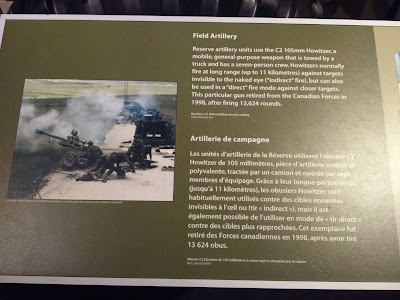 Field Artillery
Reserve artillery units use the C2 105mm Howitzer, a
mobile, general-purpose weapon that is towed by a
truck and has a seven-person crew. Howitzers normally
fire at long range (up to 11 kilometres) against targets
invisible to the naked eye ("indirect" fire), but can also
be used in a "direct" fire mode against closer targets.
This particular gun retired from the Canadian Forces in
1998, after firing 13,624 rounds.
Artillerie de campagne
Les unités d'artillerie de la Réserve utilisent l'obusier C2
Howitzer de 105 millimètres, pièce d'artillerie mobile et
polyvalente, tractée par un camion et opérée par sept
membres d'équipage. Grâce à leur longue portée de tir
(jusqu'à 11 kilomètres), les obusiers Howitzer sont
habituellement utilisés contre des cibles ennemies
invisibles à l'œil nu (tir « indirect »), mais il est
également possible de l'utiliser en mode de « tir direct »
contre des cibles plus rapprochées. Cet exemplaire fut
retiré des Forces canadiennes en 1998, après avoir tiré
13 624 obus.